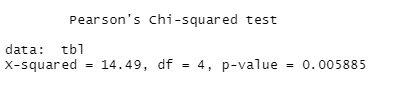 Pearson's Chi-squared test
data:  tbl
X-squared = 14.49, df = 4, p-value = 0.005885